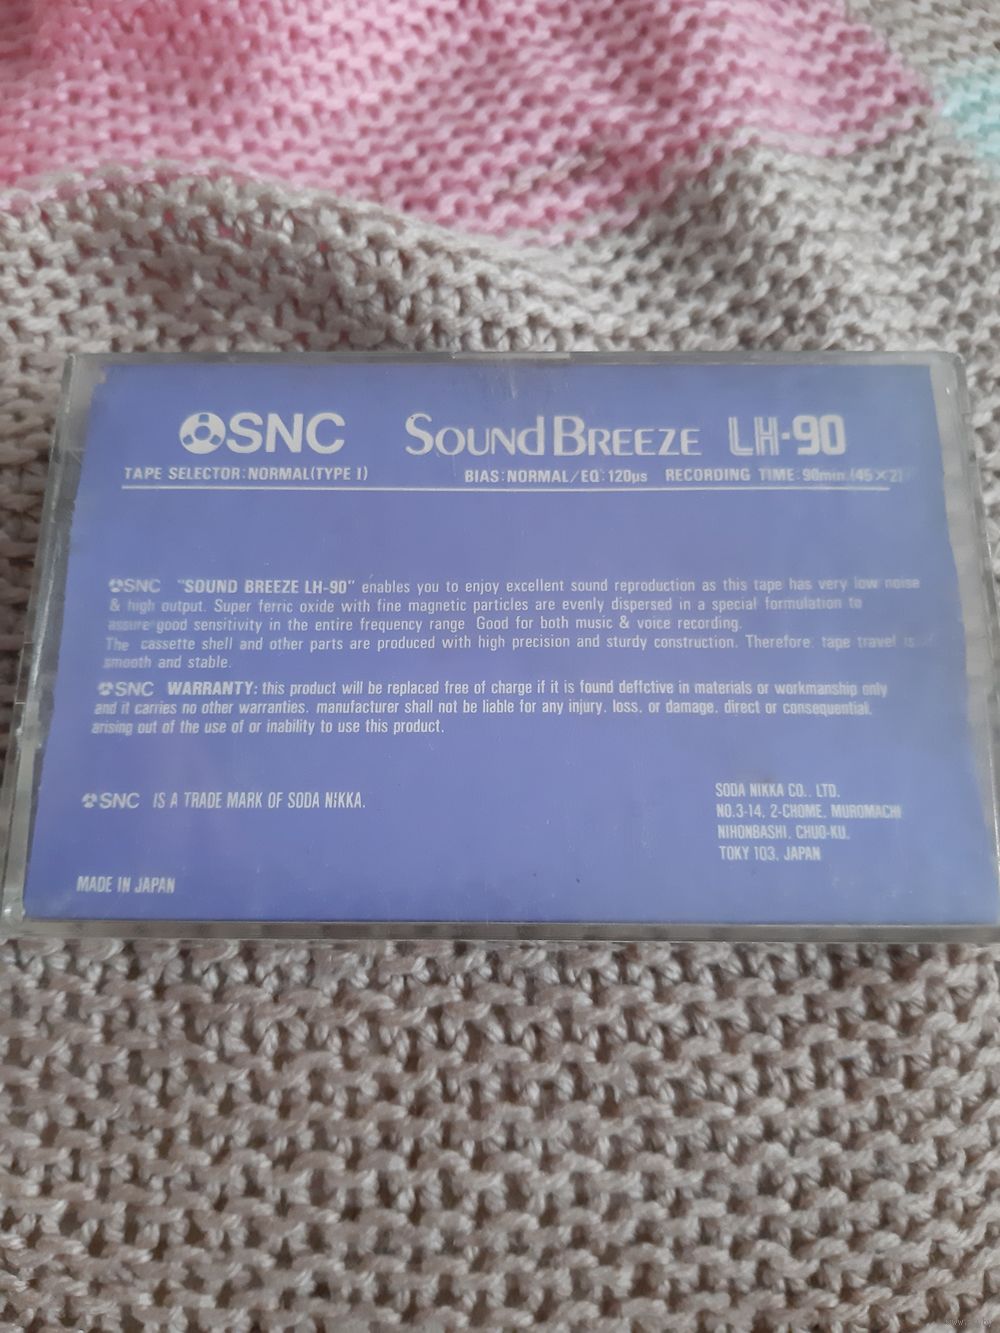 SNC SOUND BREEZE LH-90
TAPE SELECTOR:NORMAL(TYPE I) BIAS:NORMAL/EQ:120µs RECORDING TIME:90min.(45×2)
SNC "SOUND BREEZE LH-90" enables you to enjoy excellent sound reproduction as this tape has very low noise
& high output. Super ferric oxide with fine magnetic particles are evenly dispersed in a special formulation to
assure good sensitivity in the entire frequency range. Good for both music & voice recording.
The cassette shell and other parts are produced with high precision and sturdy construction. Therefore, tape travel is
smooth and stable.
SNC WARRANTY: this product will be replaced free of charge if it is found deffctive in materials or workmanship only
and it carries no other warranties. manufacturer shall not be liable for any injury, loss, or damage, direct or consequential,
arising out of the use of or inability to use this product.
SNC IS A TRADE MARK OF SODA NIKKA.
SODA NIKKA CO., LTD.
NO.3-14, 2-CHOME, MUROMACHI
NIHONBASHI, CHUO-KU,
TOKY 103, JAPAN
MADE IN JAPAN